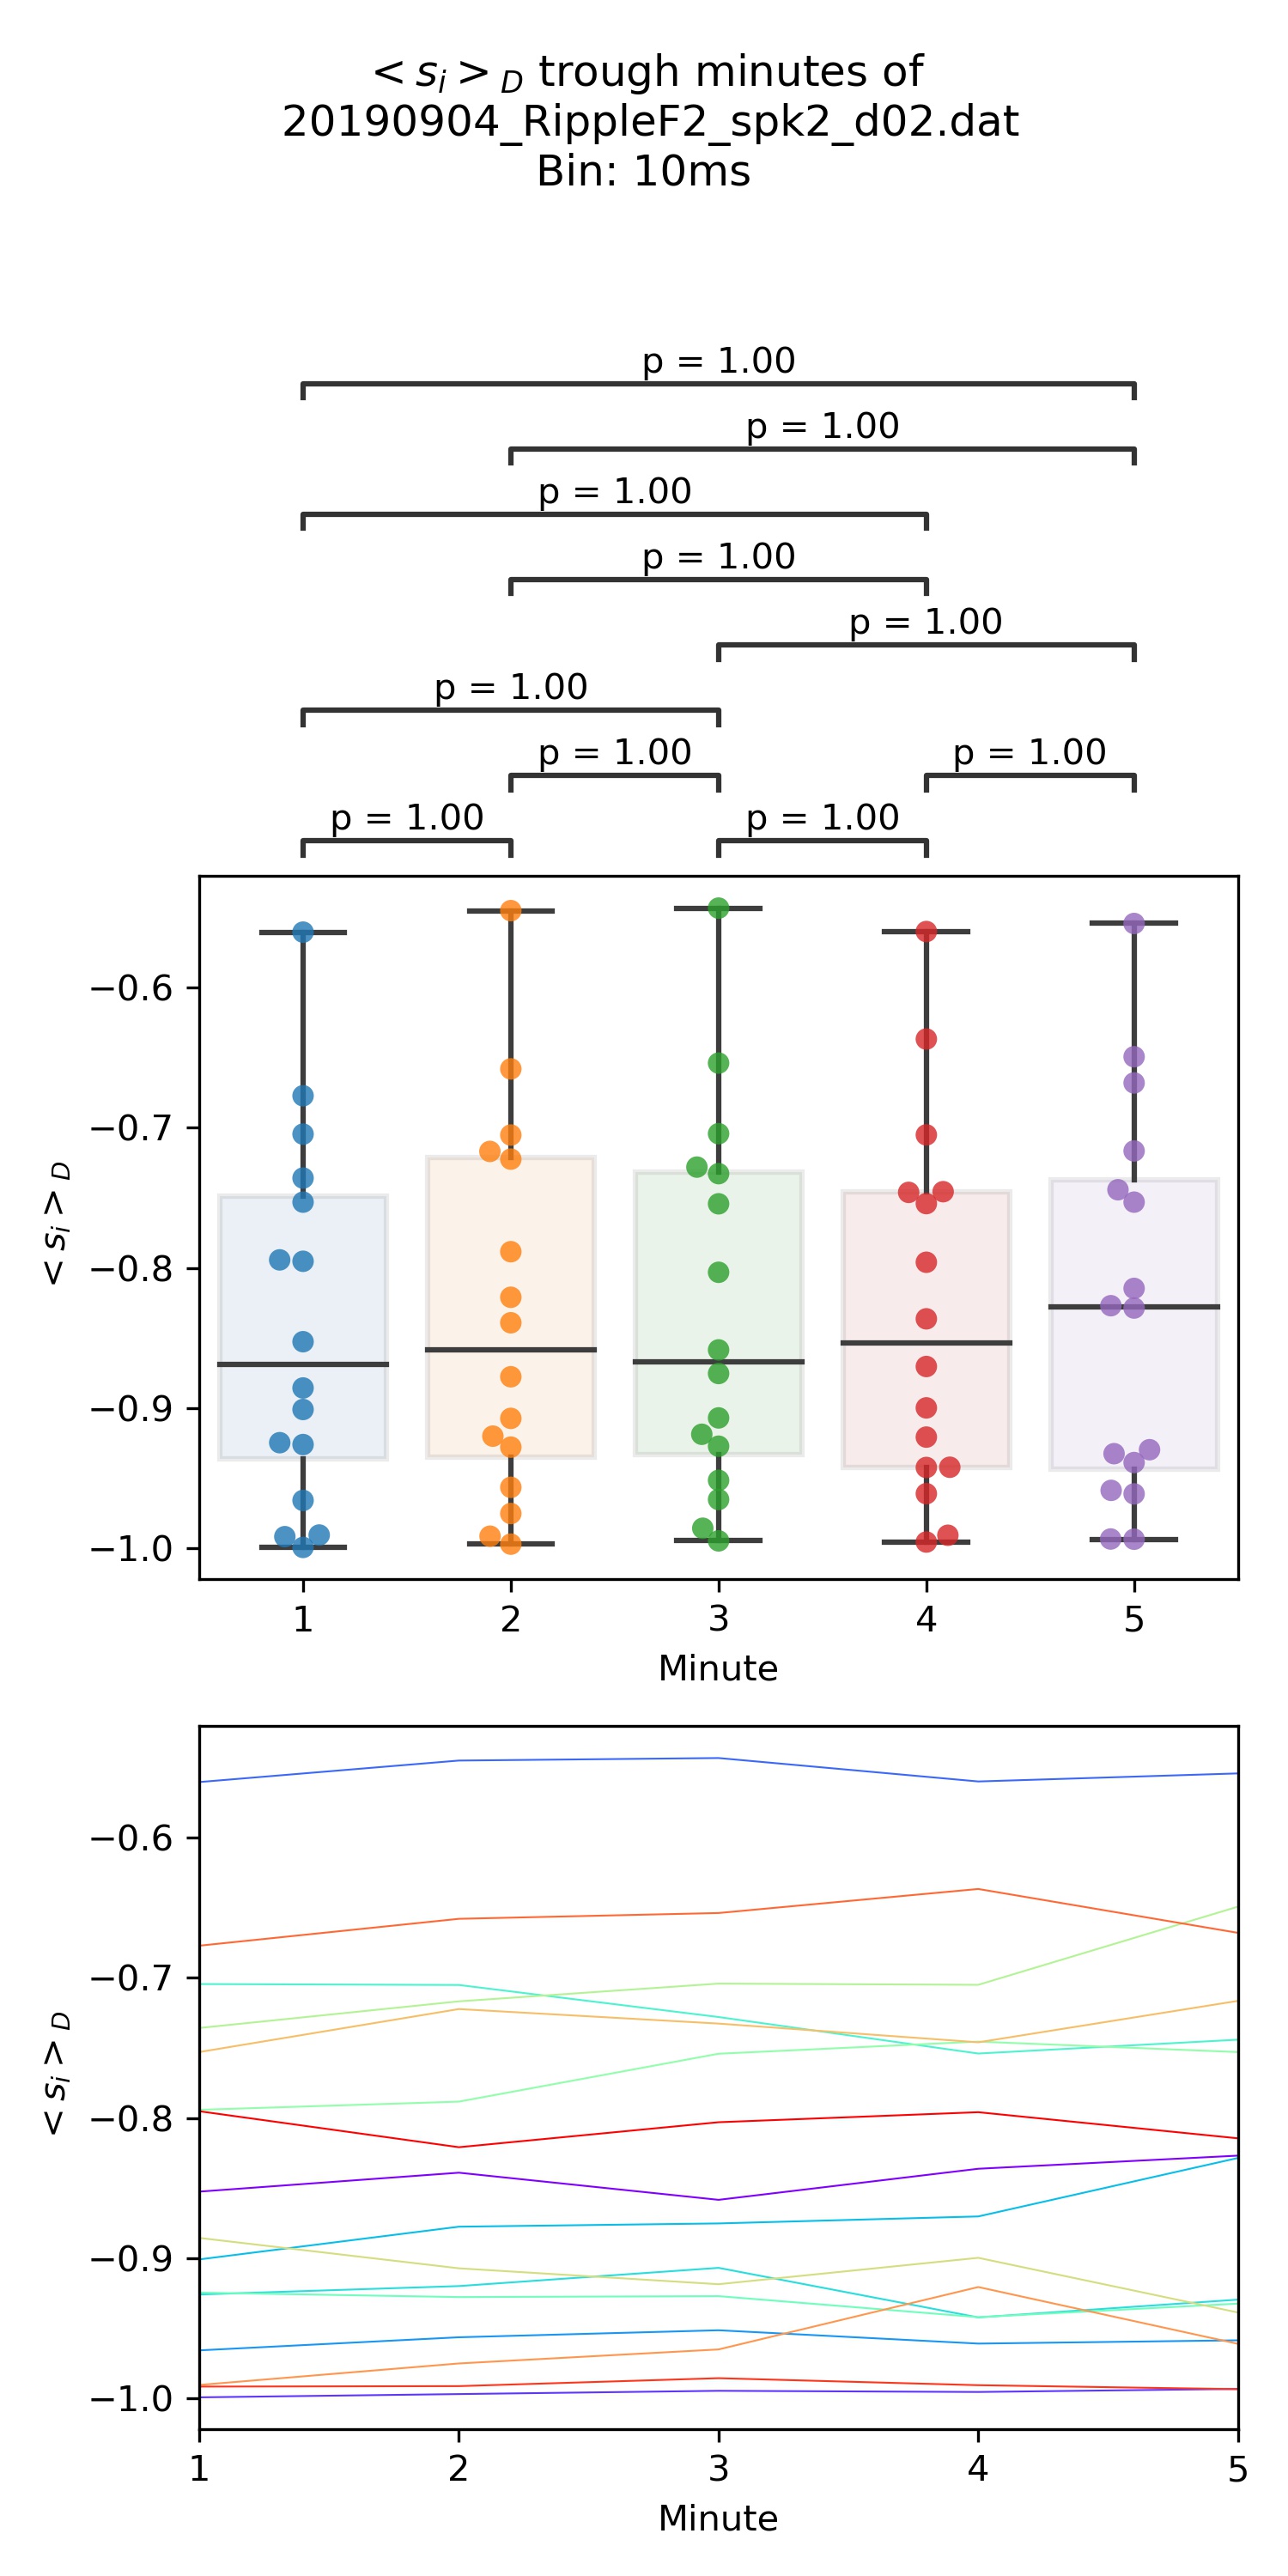 < s_i >_D trough minutes of
20190904_RippleF2_spk2_d02.dat
Bin: 10ms
p = 1.00
p = 1.00
p = 1.00
p = 1.00
p = 1.00
p = 1.00
p = 1.00 p = 1.00
p = 1.00 p = 1.00
−0.6
−0.7
−0.8
−0.9
−1.0
< s_i >_D
1 2 3 4 5
Minute
−0.6
−0.7
−0.8
−0.9
−1.0
< s_i >_D
1 2 3 4 5
Minute